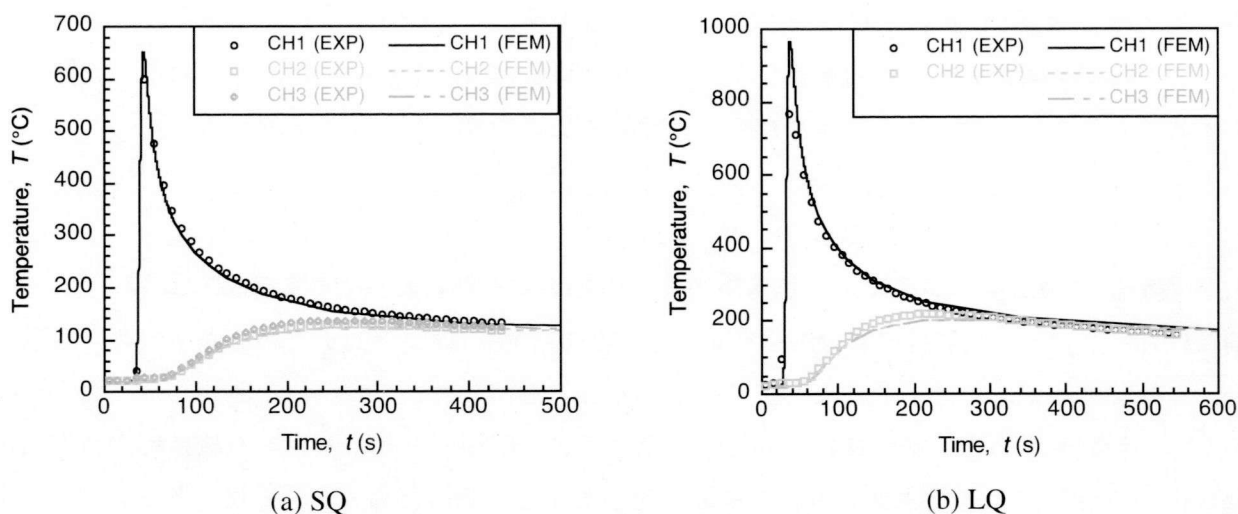 700
600
500
400
300
200
100
0
Temperature, T (°C)
CH1 (EXP) CH1 (FEM)
CH2 (EXP) CH2 (FEM)
CH3 (EXP) CH3 (FEM)
0 100 200 300 400 500
Time, t (s)
(a) SQ
1000
800
600
400
200
0
Temperature, T (°C)
CH1 (EXP) CH1 (FEM)
CH2 (EXP) CH2 (FEM)
CH3 (FEM)
0 100 200 300 400 500 600
Time, t (s)
(b) LQ